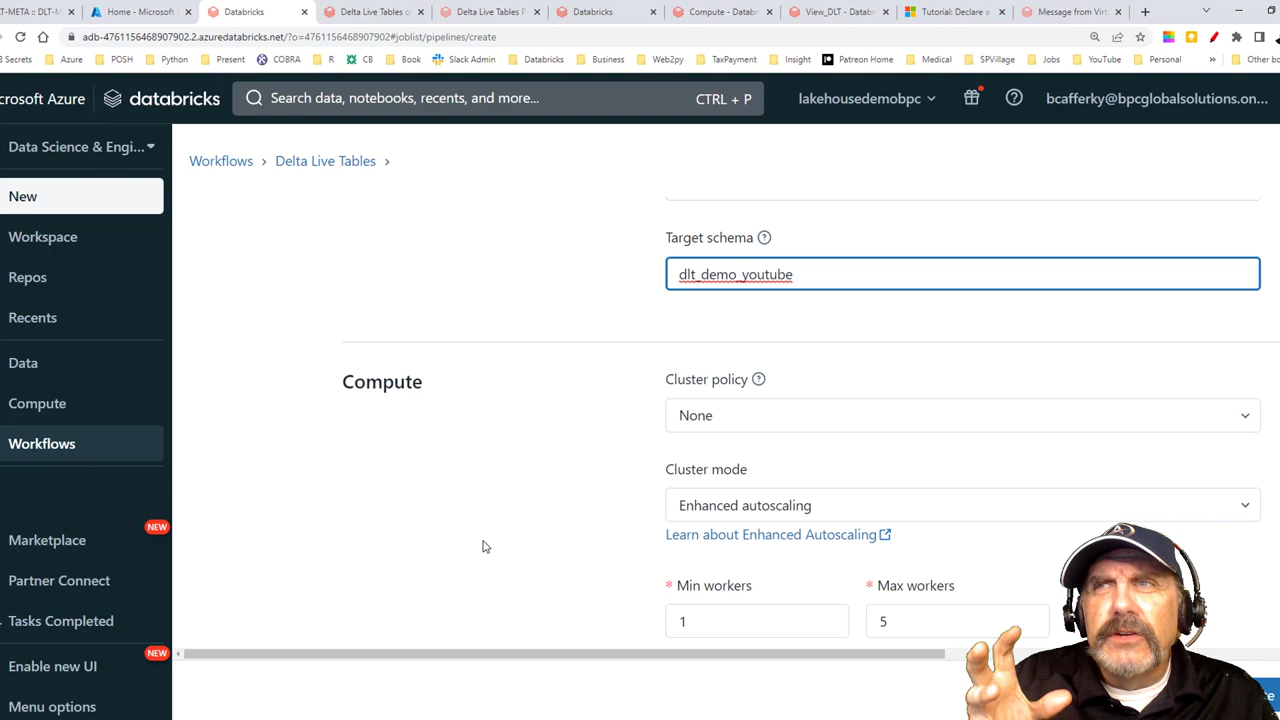 LT-META :: DLT-M
Home - Microsoft A
Databricks
Delta Live Tables q
Delta Live Tables P
Databricks
Compute - Databri
View_DLT - Databri
Tutorial: Declare a
Message from Virt
adb-4761156468907902.2.azuredatabricks.net/?o=4761156468907902#joblist/pipelines/create
Secrets Azure POSH Python Present COBRA R CB Book Slack Admin Databricks Business Web2py TaxPayment Insight Patreon Home Medical SPVillage Jobs YouTube Personal » Other bo
crosoft Azure databricks Search data, notebooks, recents, and more... CTRL + P lakehousedemobpc ? bcafferky@bpcglobalsolutions.on...
Data Science & Engi...
Workflows > Delta Live Tables >
New
Workspace
Repos
Recents
Data
Compute
Workflows
Marketplace NEW
Partner Connect
Tasks Completed
Enable new UI NEW
Menu options
Target schema ?
dlt_demo_youtube
Compute
Cluster policy ?
None
Cluster mode
Enhanced autoscaling
Learn about Enhanced Autoscaling
* Min workers * Max workers
1 5